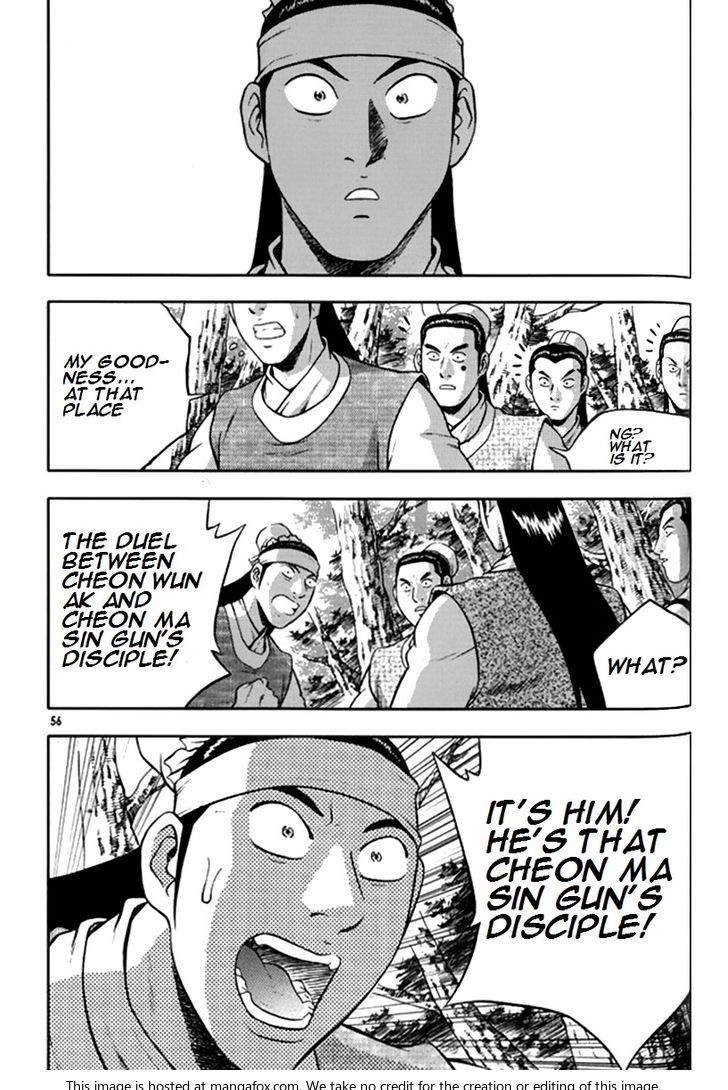 MY GOOD-
NESS...
AT THAT
PLACE
NG?
WHAT
IS IT?
THE DUEL
BETWEEN
CHEON WUN
AK AND
CHEON MA
SIN GUN'S
DISCIPLE!
WHAT?
56
IT'S HIM!
HE'S THAT
CHEON MA
SIN GUN'S
DISCIPLE!
This image is hosted at mangafox.com. We take no credit for the creation or editing of this image.